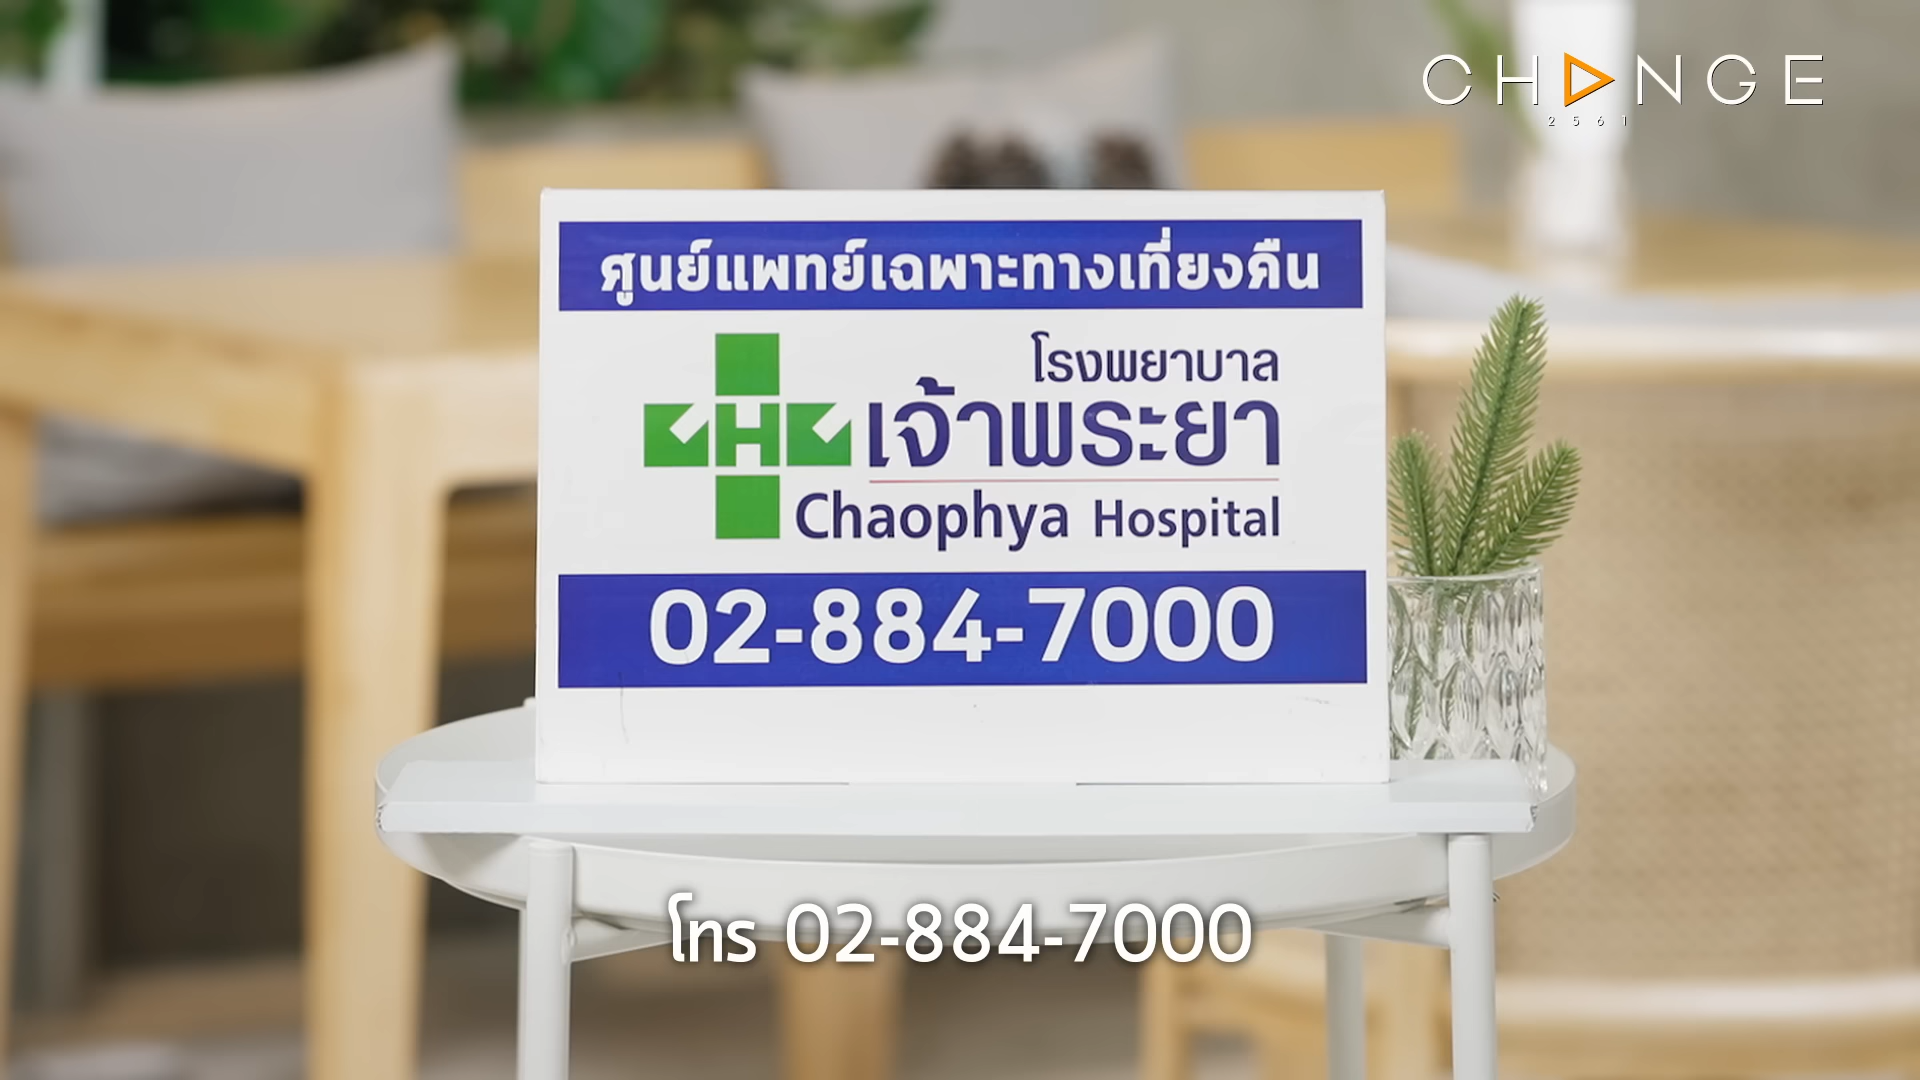 CHANGE
2561
ศูนย์แพทย์เฉพาะทางเที่ยงคืน
โรงพยาบาล
CHC เจ้าพระยา
Chaophya Hospital
02-884-7000
โทร 02-884-7000